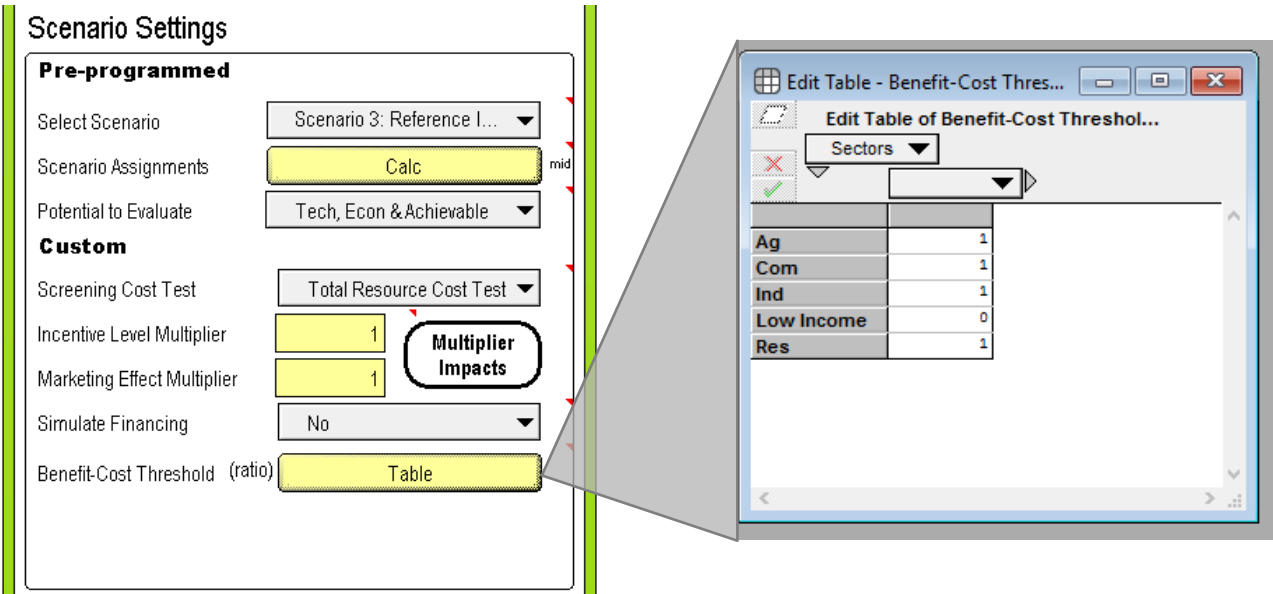 Scenario Settings
Pre-programmed
Select Scenario Scenario 3: Reference I...
Scenario Assignments Calc mid
Potential to Evaluate Tech, Econ & Achievable
Custom
Screening Cost Test Total Resource Cost Test
Incentive Level Multiplier 1
Multiplier Impacts
Marketing Effect Multiplier 1
Simulate Financing No
Benefit-Cost Threshold (ratio) Table
Edit Table - Benefit-Cost Thres...
Edit Table of Benefit-Cost Threshol...
Sectors
Ag 1
Com 1
Ind 1
Low Income 0
Res 1